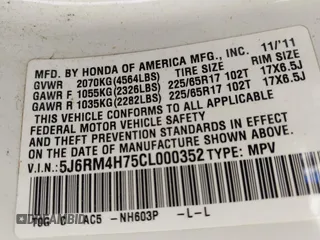 MFD. BY HONDA OF AMERICA MFG., INC. 11/'11
GVWR 2070KG(4564LBS) TIRE SIZE RIM SIZE
GAWR F 1055KG(2326LBS) 225/65R17 102T 17X6.5J
GAWR R 1035KG(2282LBS) 225/65R17 102T 17X6.5J
THIS VEHICLE CONFORMS TO ALL APPLICABLE
FEDERAL MOTOR VEHICLE SAFETY AND
THEFT PREVENTION STANDARDS IN EFFECT ON THE
DATE OF MANUFACTURE SHOWN ABOVE.
V.I.N.: 5J6RM4H75CL000352 TYPE: MPV
T0G C AC5 -NH603P -L-L